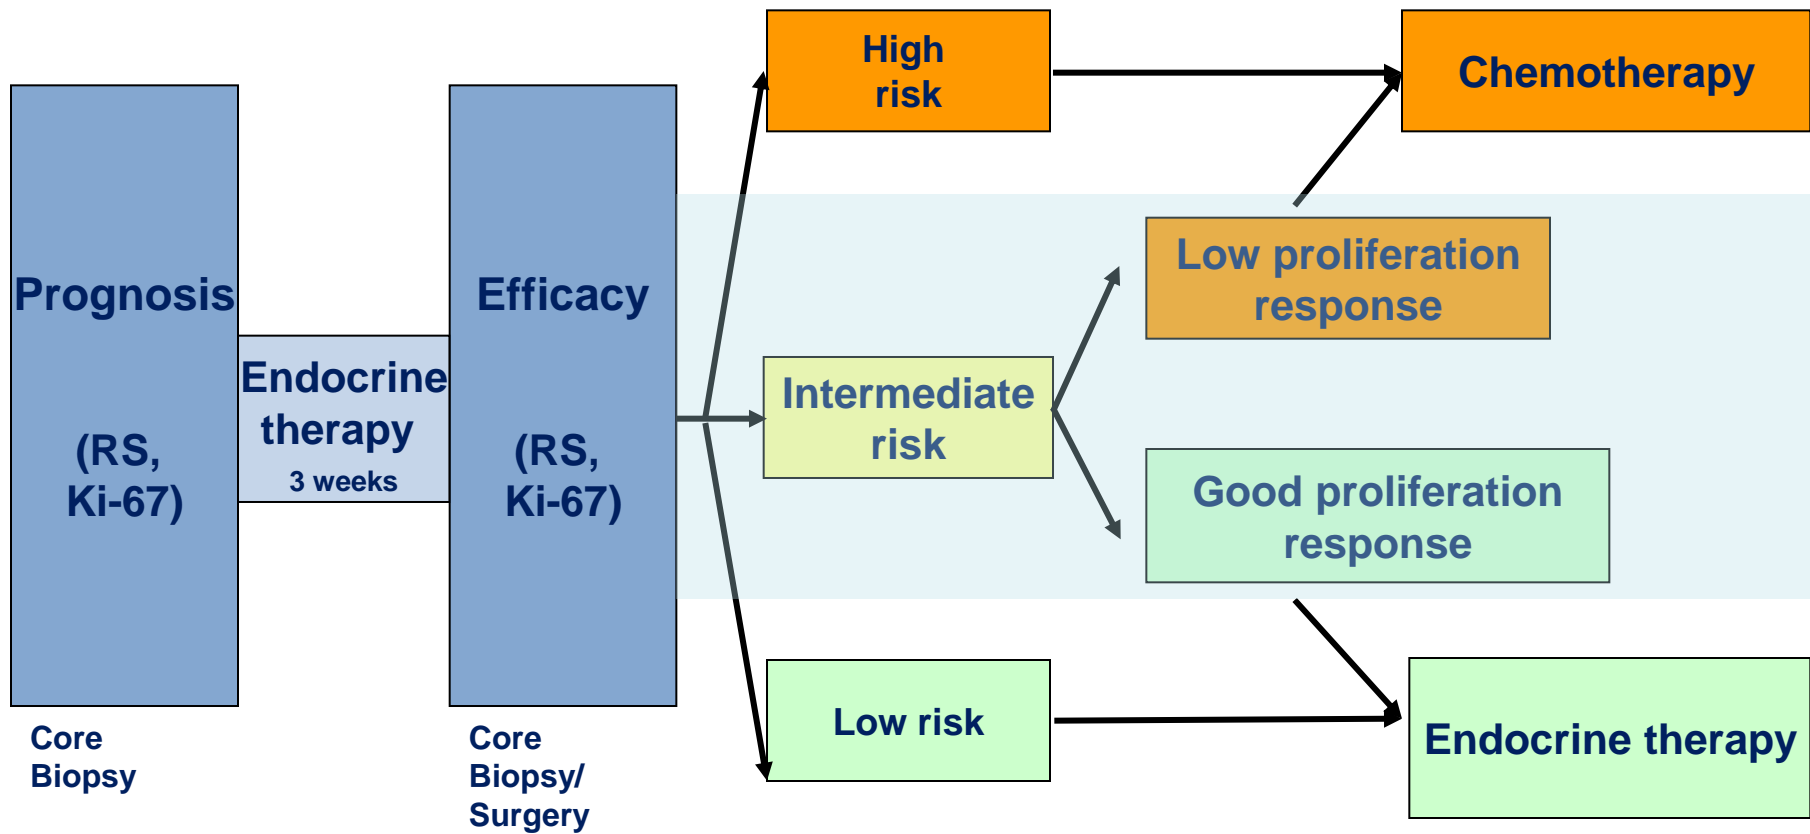 Prognosis
(RS,
Ki-67)
Core
Biopsy
Endocrine
therapy
3 weeks
Efficacy
(RS,
Ki-67)
Core
Biopsy/
Surgery
High
risk
Chemotherapy
Low proliferation
response
Intermediate
risk
Good proliferation
response
Low risk
Endocrine therapy